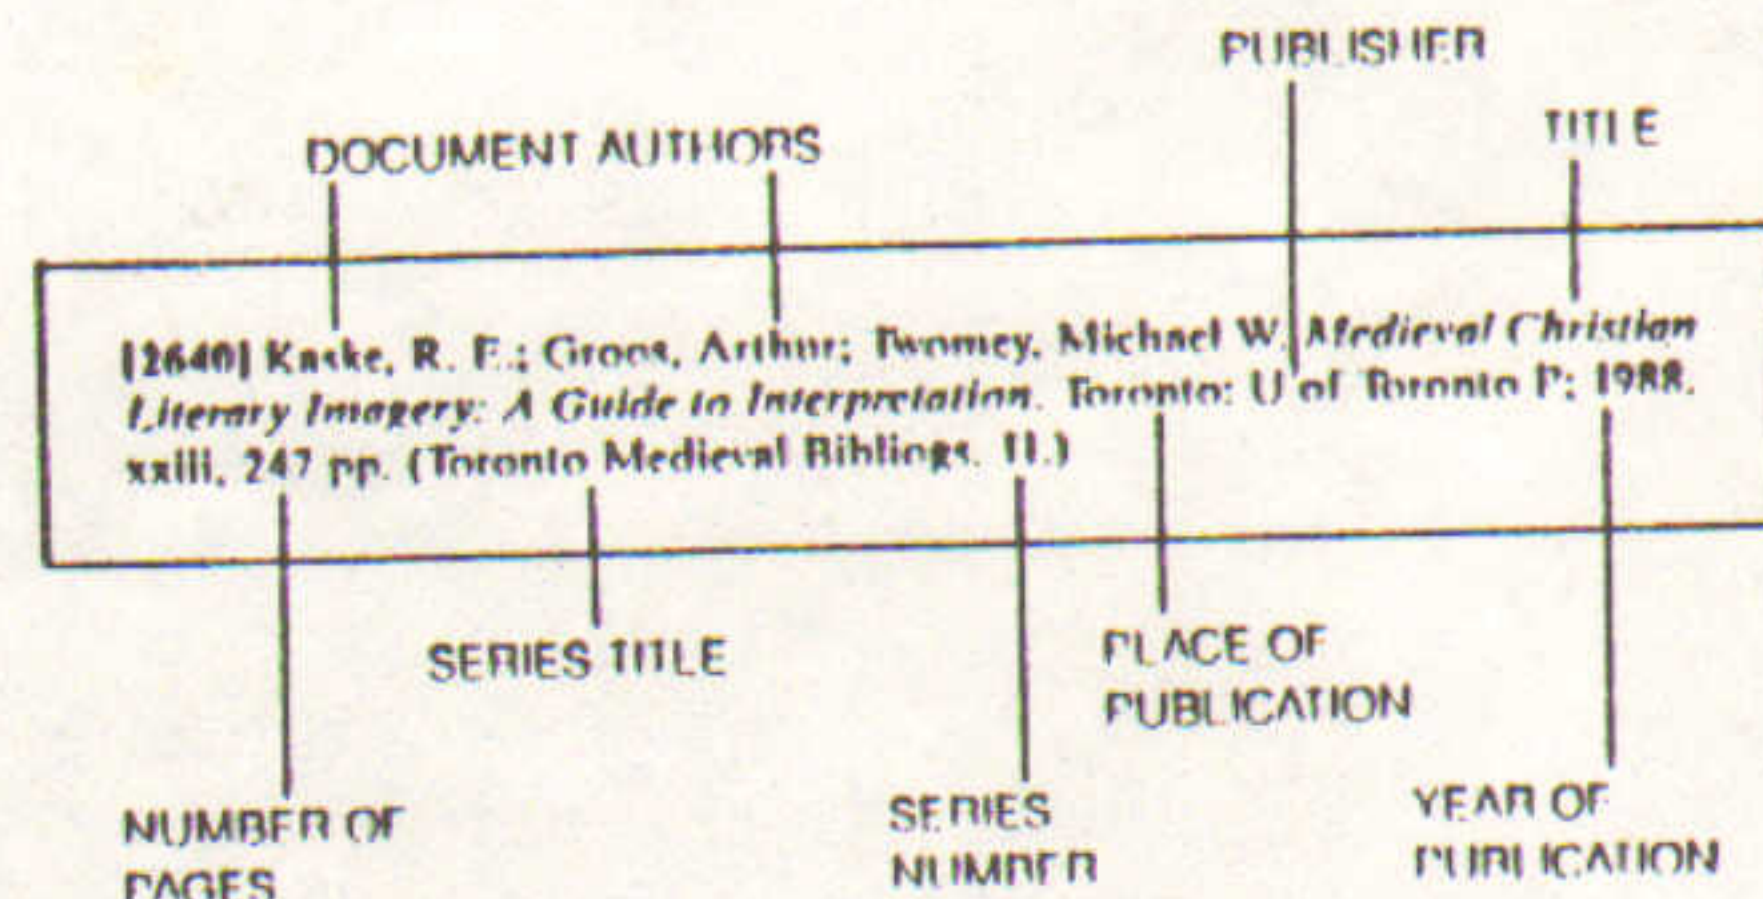 PUBLISHER
TITLE
DOCUMENT AUTHORS
[2640] Kaske, R. E.; Groos, Arthur; Twomey, Michael W. Medieval Christian
Literary Imagery: A Guide to Interpretation. Toronto: U of Toronto P; 1988.
xxiii, 247 pp. (Toronto Medieval Bibliogs. 11.)
SERIES TITLE
PLACE OF
PUBLICATION
NUMBER OF
PAGES
SERIES
NUMBER
YEAR OF
PUBLICATION